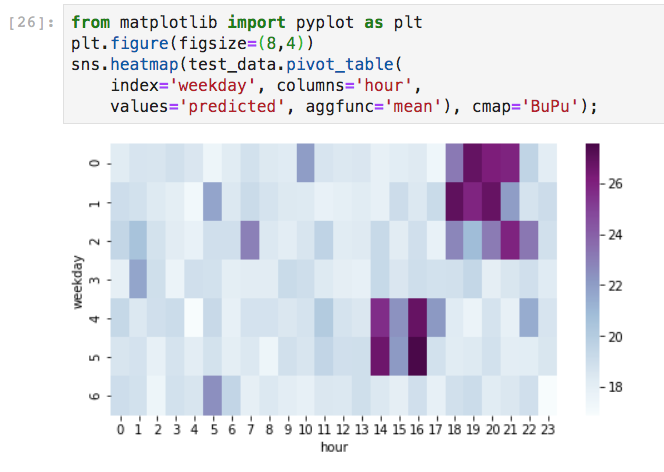 [26]: from matplotlib import pyplot as plt
plt.figure(figsize=(8,4))
sns.heatmap(test_data.pivot_table(
index='weekday', columns='hour',
values='predicted', aggfunc='mean'), cmap='BuPu');
0
1
2
3
4
5
6
weekday
0 1 2 3 4 5 6 7 8 9 10 11 12 13 14 15 16 17 18 19 20 21 22 23
hour
26
24
22
20
18